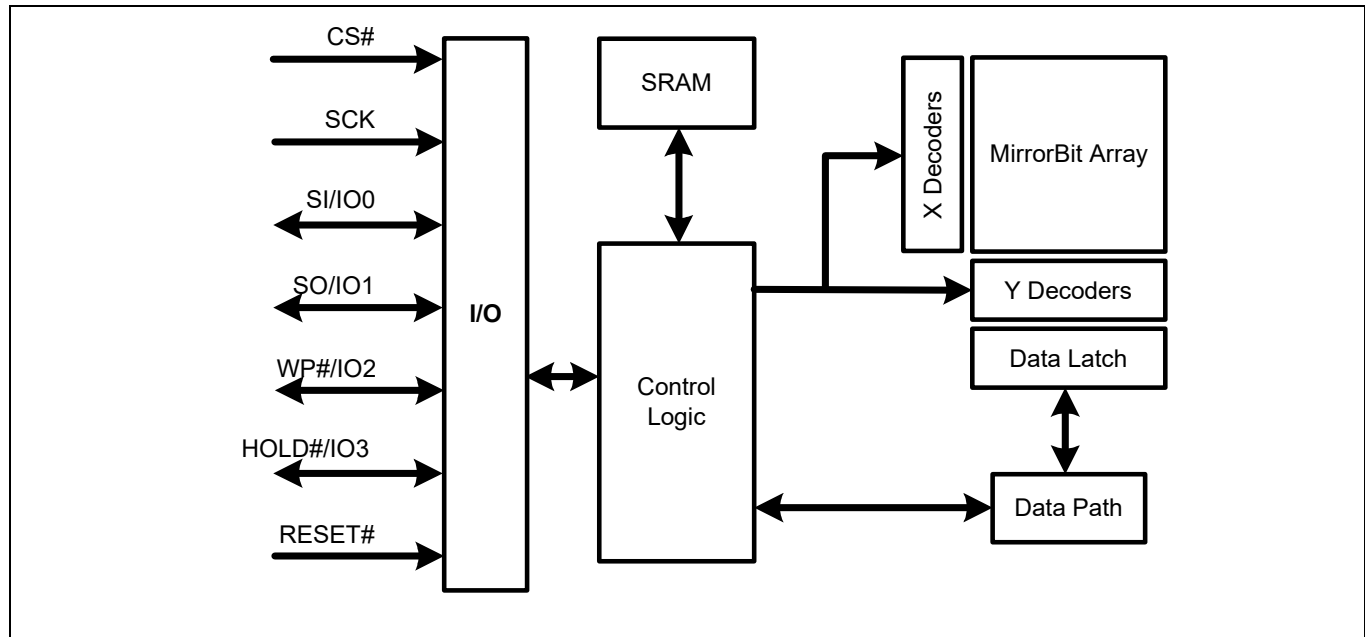 CS#
SCK
SI/IO0
SO/IO1
WP#/IO2
HOLD#/IO3
RESET#
I/O
SRAM
Control
Logic
X Decoders
MirrorBit Array
Y Decoders
Data Latch
Data Path